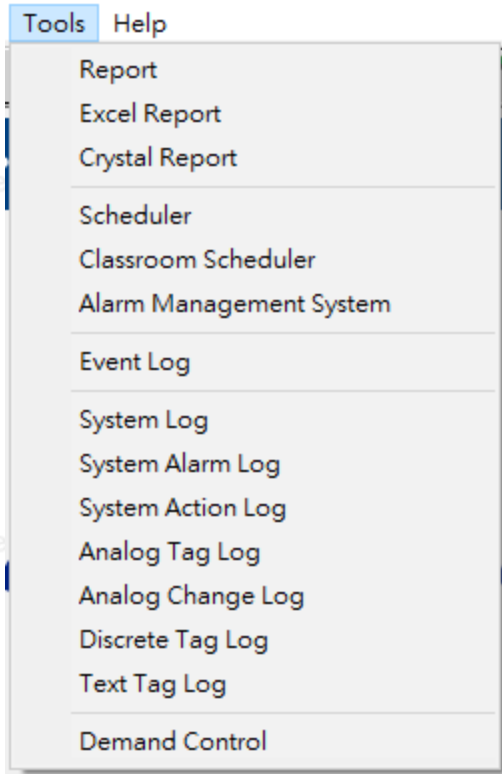 Tools Help
Report
Excel Report
Crystal Report
Scheduler
Classroom Scheduler
Alarm Management System
Event Log
System Log
System Alarm Log
System Action Log
Analog Tag Log
Analog Change Log
Discrete Tag Log
Text Tag Log
Demand Control